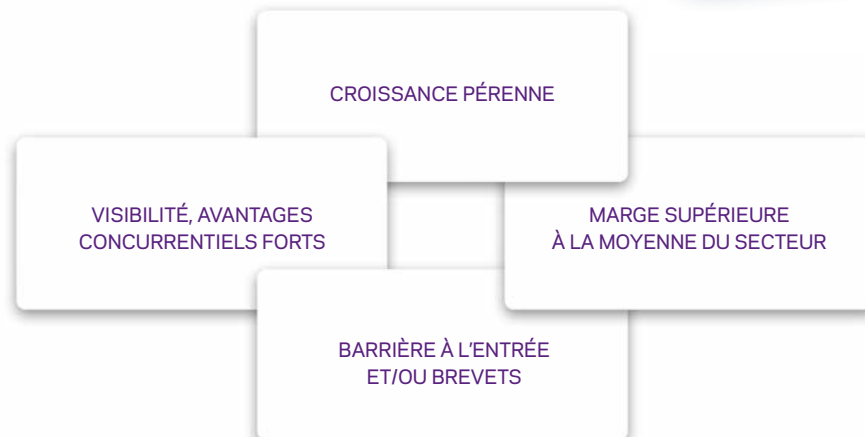 CROISSANCE PÉRENNE
VISIBILITÉ, AVANTAGES
CONCURRENTIELS FORTS
MARGE SUPÉRIEURE
À LA MOYENNE DU SECTEUR
BARRIÈRE À L'ENTRÉE
ET/OU BREVETS